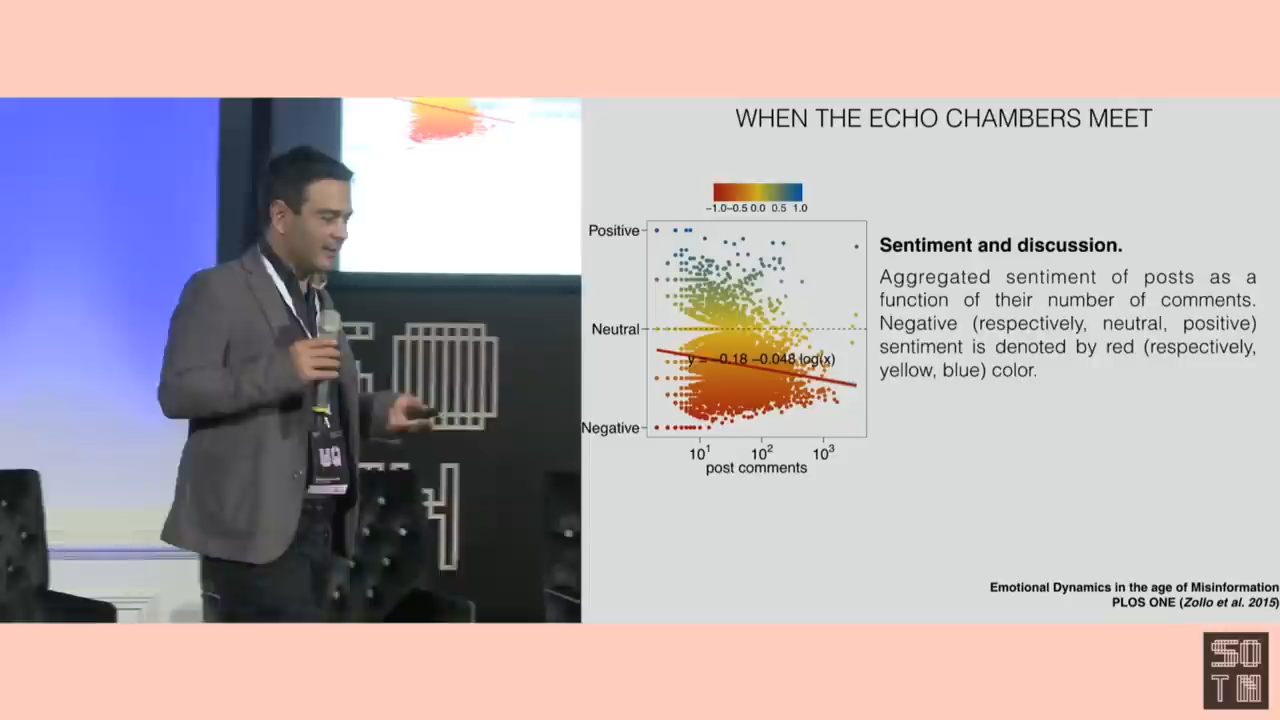 WHEN THE ECHO CHAMBERS MEET
−1.0−0.5 0.0 0.5 1.0
Positive
Neutral
Negative
y = −0.18 −0.048 log(x)
10¹ 10² 10³
post comments
Sentiment and discussion.
Aggregated sentiment of posts as a
function of their number of comments.
Negative (respectively, neutral, positive)
sentiment is denoted by red (respectively,
yellow, blue) color.
Emotional Dynamics in the age of Misinformation
PLOS ONE (Zollo et al. 2015)
SO
TN